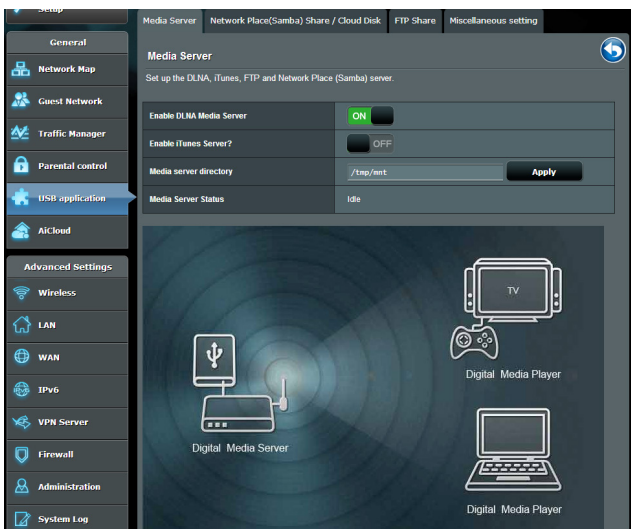 Setup
General
Network Map
Guest Network
Traffic Manager
Parental control
USB application
AiCloud
Advanced Settings
Wireless
LAN
WAN
IPv6
VPN Server
Firewall
Administration
System Log
Media Server
Network Place(Samba) Share / Cloud Disk
FTP Share
Miscellaneous setting
Media Server
Set up the DLNA, iTunes, FTP and Network Place (Samba) server.
Enable DLNA Media Server
ON
Enable iTunes Server?
OFF
Media server directory
/tmp/mnt
Apply
Media Server Status
Idle
TV
Digital Media Player
Digital Media Server
Digital Media Player